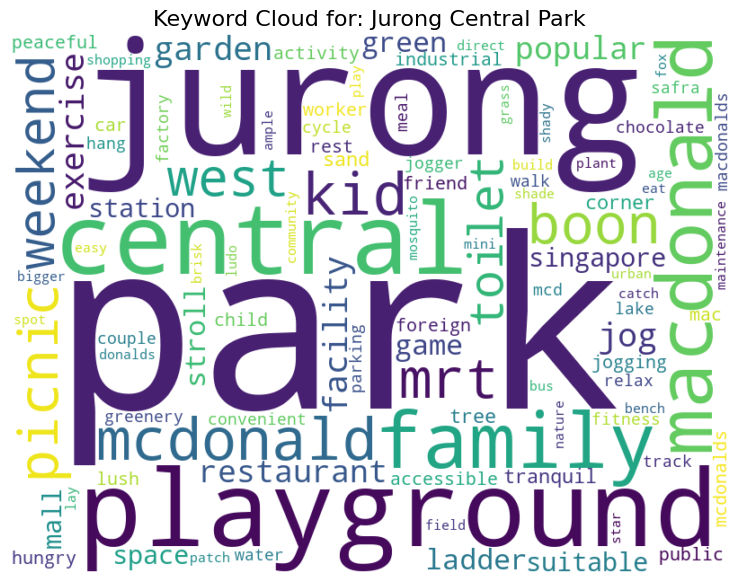 Keyword Cloud for: Jurong Central Park
peaceful
shopping
garden
activity
green
direct
industrial
popular
fox
safra
weekend
exercise
jurong
car
hang
factory
wild
ample
play
worker
cycle
rest
meal
sand
jogger
friend
grass
shady
build
shade
walk
plant
chocolate
age
eat
corner
macdonald
macdonalds
maintenance
west
kid
station
central
easy
brisk
ludo
community
mosquito
toilet
mini
boon
singapore
urban
bigger
spot
picnic
park
couple
donalds
stroll
child
facility
parking
foreign
game
mrt
mcd
bus
catch
lake
mac
jog
jogging
relax
bench
fitness
nature
greenery
convenient
tree
mcdonald
family
restaurant
accessible
tranquil
track
mcdonalds
mall
lay
lush
playground
field
star
hungry
space
patch
water
ladder
suitable
public